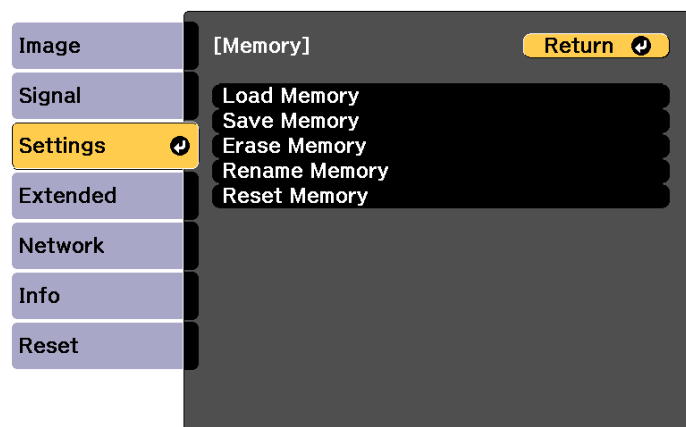 Image
Signal
Settings
Extended
Network
Info
Reset
[Memory]
Return
Load Memory
Save Memory
Erase Memory
Rename Memory
Reset Memory